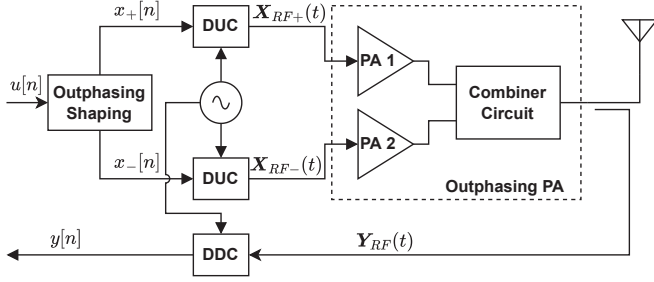 x₊[n]
DUC
X_{RF+}(t)
u[n]
Outphasing
Shaping
PA 1
Combiner
Circuit
PA 2
x₋[n]
DUC
X_{RF−}(t)
Outphasing PA
y[n]
DDC
Y_{RF}(t)